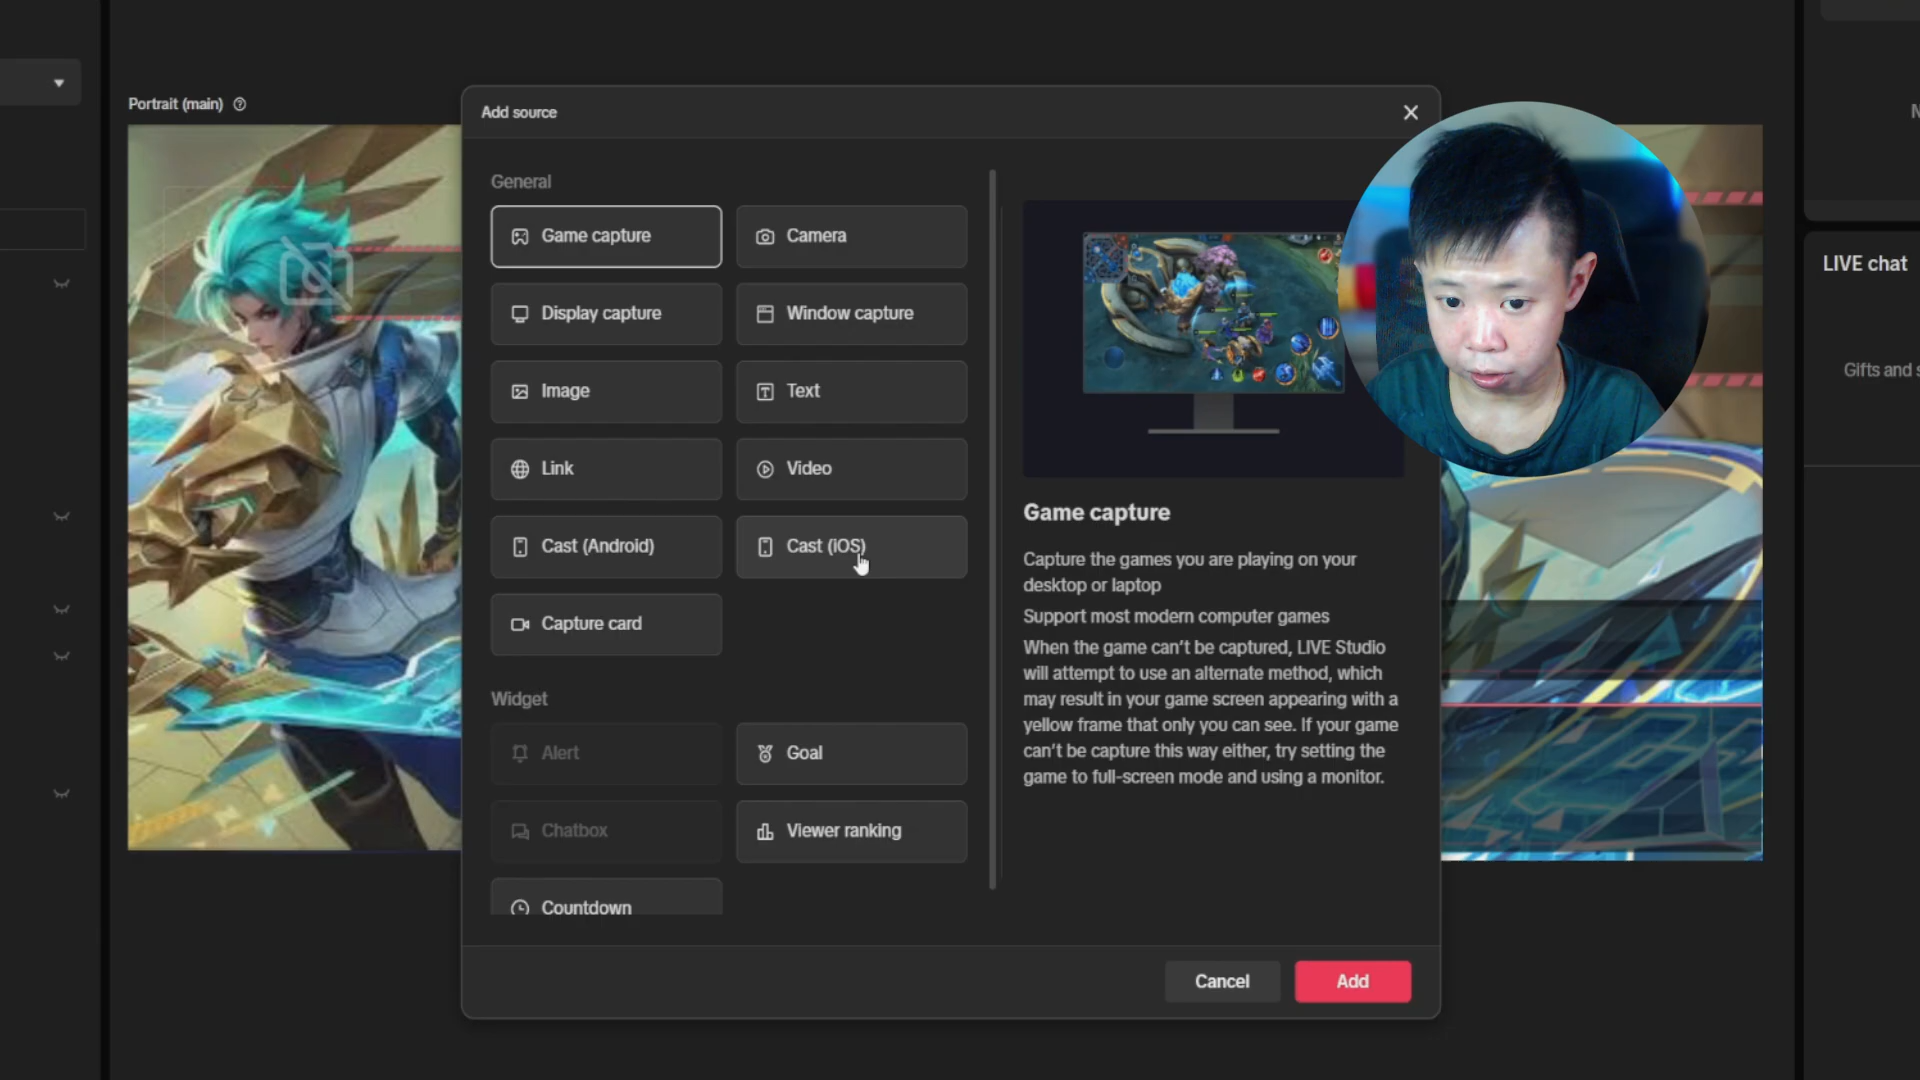 Portrait (main)
Add source
General
Game capture
Camera
Display capture
Window capture
Image
Text
Link
Video
Cast (Android)
Cast (iOS)
Capture card
Widget
Alert
Goal
Chatbox
Viewer ranking
Countdown
Game capture
Capture the games you are playing on your
desktop or laptop
Support most modern computer games
When the game can't be captured, LIVE Studio
will attempt to use an alternate method, which
may result in your game screen appearing with a
yellow frame that only you can see. If your game
can't be capture this way either, try setting the
game to full-screen mode and using a monitor.
Cancel
Add
LIVE chat
Gifts and